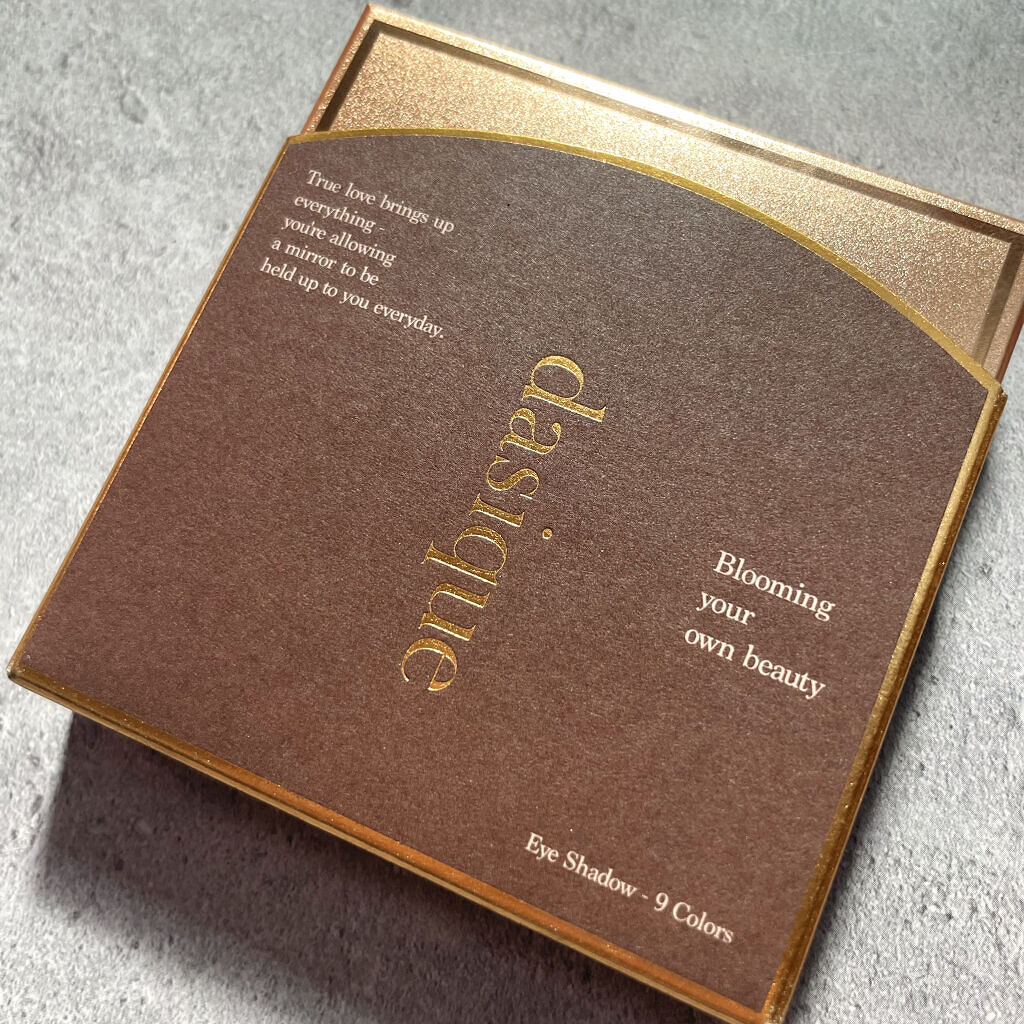 True love brings up
everything -
you're allowing
a mirror to be
held up to you everyday.
dasique
Blooming
your
own beauty
Eye Shadow - 9 Colors